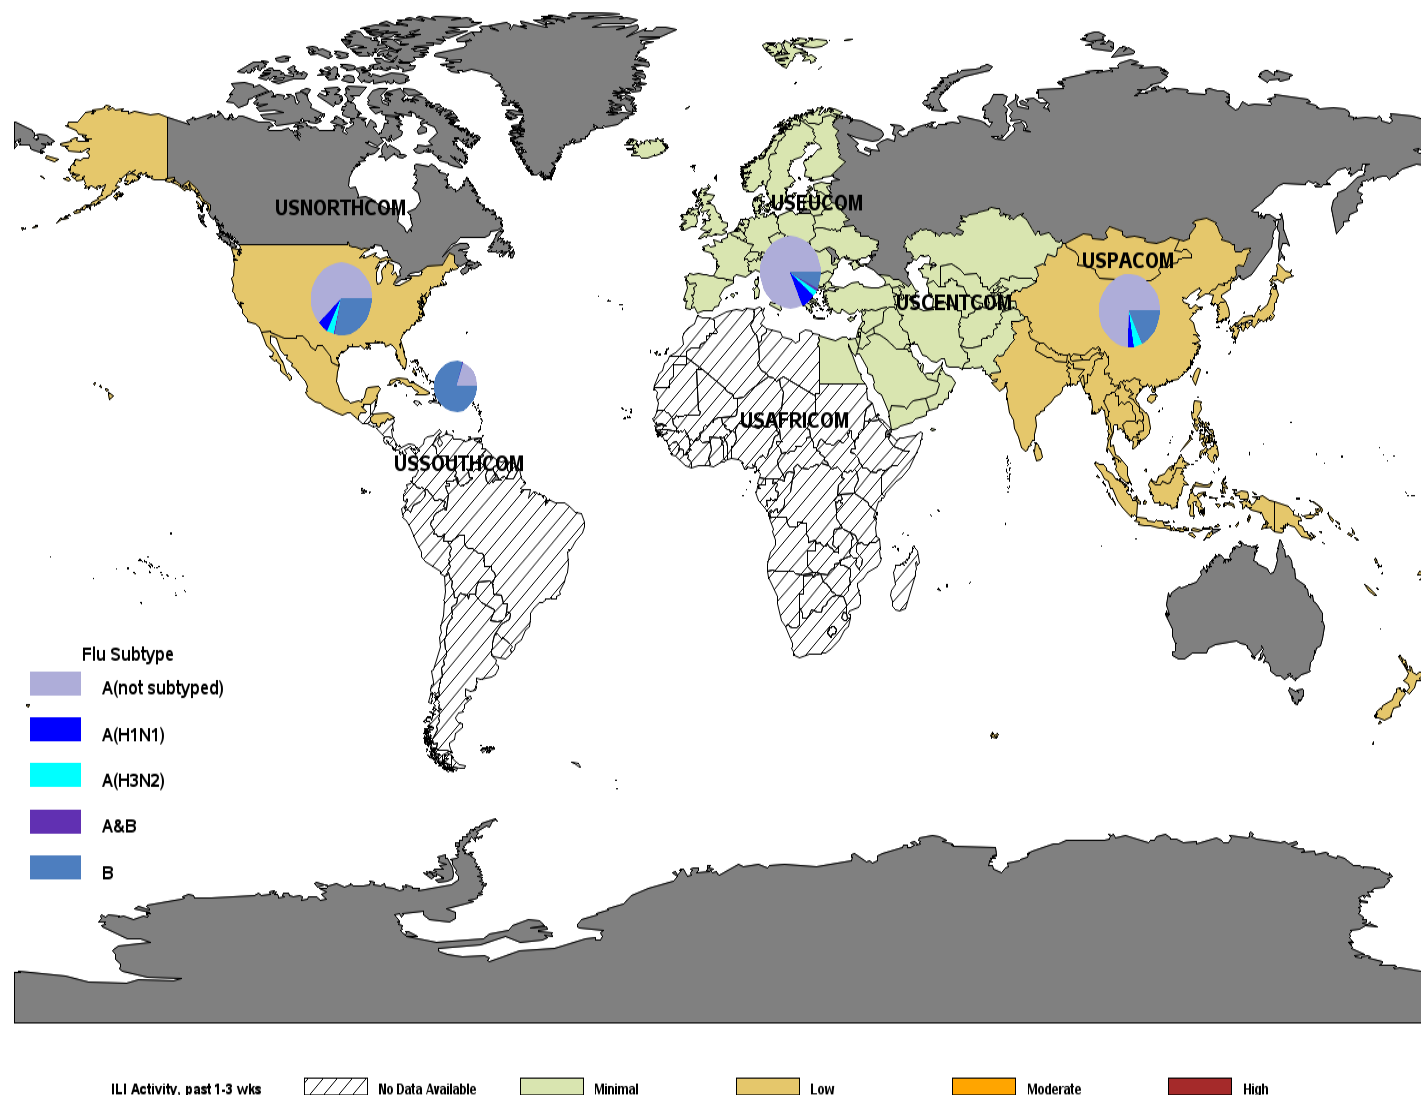 USNORTHCOM
USEUCOM
USPACOM
USCENTCOM
USAFRICOM
USSOUTHCOM
Flu Subtype
A(not subtyped)
A(H1N1)
A(H3N2)
A&B
B
ILI Activity, past 1-3 wks No Data Available Minimal Low Moderate High